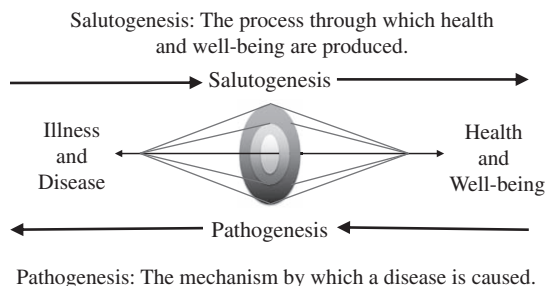 Salutogenesis: The process through which health
and well-being are produced.
Salutogenesis
Illness
and
Disease
Health
and
Well-being
Pathogenesis
Pathogenesis: The mechanism by which a disease is caused.